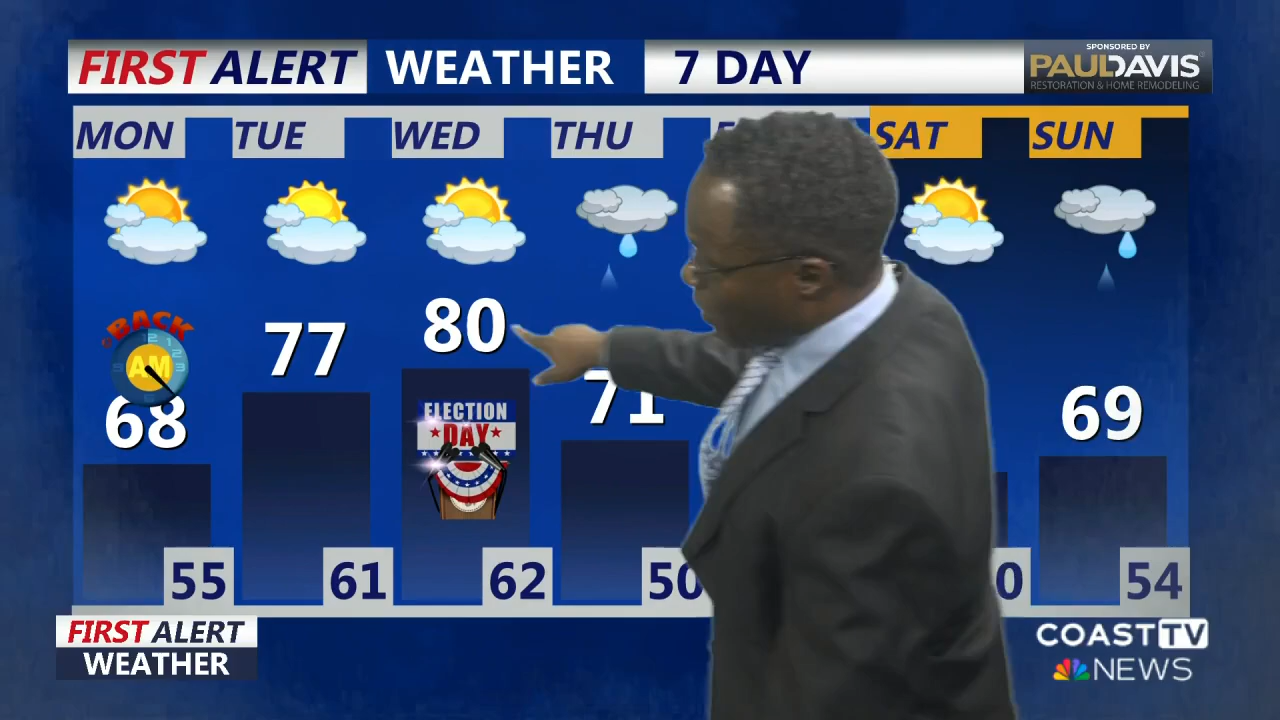 FIRST ALERT WEATHER 7 DAY
SPONSORED BY
PAUL DAVIS
RESTORATION & HOME REMODELING
MON TUE WED THU SAT SUN
BACK
AM
68 77 80 71 69
ELECTION
DAY
55 61 62 50 0 54
FIRST ALERT
WEATHER
COAST TV
NEWS